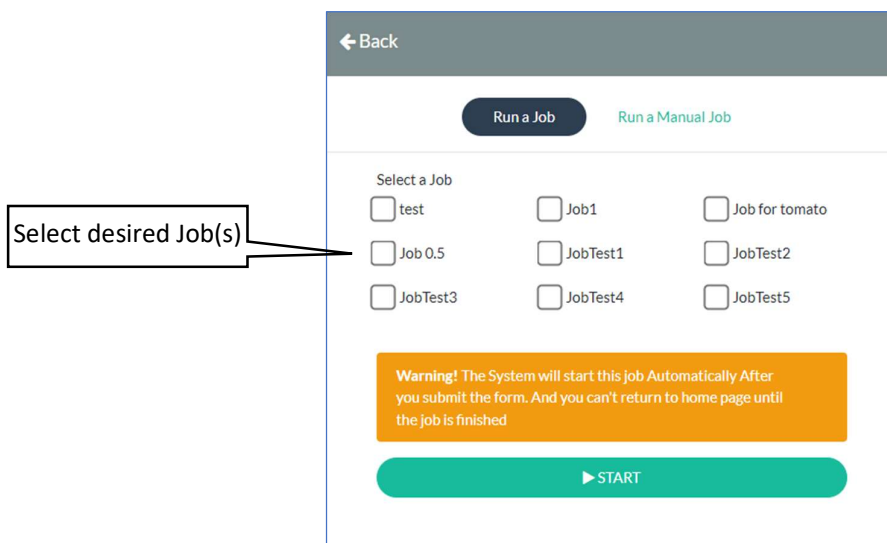 Back
Run a Job Run a Manual Job
Select a Job
test Job1 Job for tomato
Select desired Job(s)
Job 0.5 JobTest1 JobTest2
JobTest3 JobTest4 JobTest5
Warning! The System will start this job Automatically After
you submit the form. And you can't return to home page until
the job is finished
START